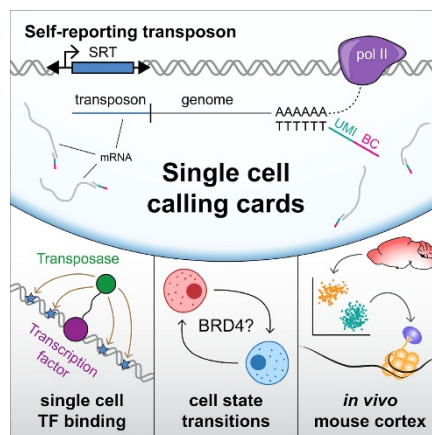 Self-reporting transposon
SRT
pol II
transposon
genome
AAAAAA
TTTTTT
UMI
BC
mRNA
Single cell
calling cards
Transposase
Transcription
factor
BRD4?
single cell
TF binding
cell state
transitions
in vivo
mouse cortex